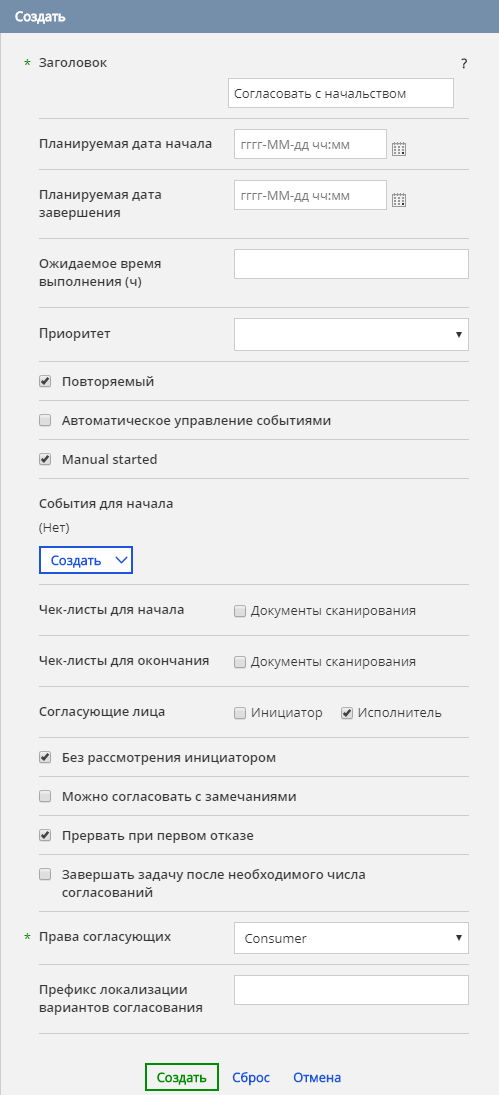 Создать
* Заголовок ?
Согласовать с начальством
Планируемая дата начала гггг-ММ-дд чч:мм
Планируемая дата гггг-ММ-дд чч:мм
завершения
Ожидаемое время
выполнения (ч)
Приоритет
Повторяемый
Автоматическое управление событиями
Manual started
События для начала
(Нет)
Создать
Чек-листы для начала Документы сканирования
Чек-листы для окончания Документы сканирования
Согласующие лица Инициатор Исполнитель
Без рассмотрения инициатором
Можно согласовать с замечаниями
Прервать при первом отказе
Завершать задачу после необходимого числа
согласований
* Права согласующих Consumer
Префикс локализации
вариантов согласования
Создать Сброс Отмена